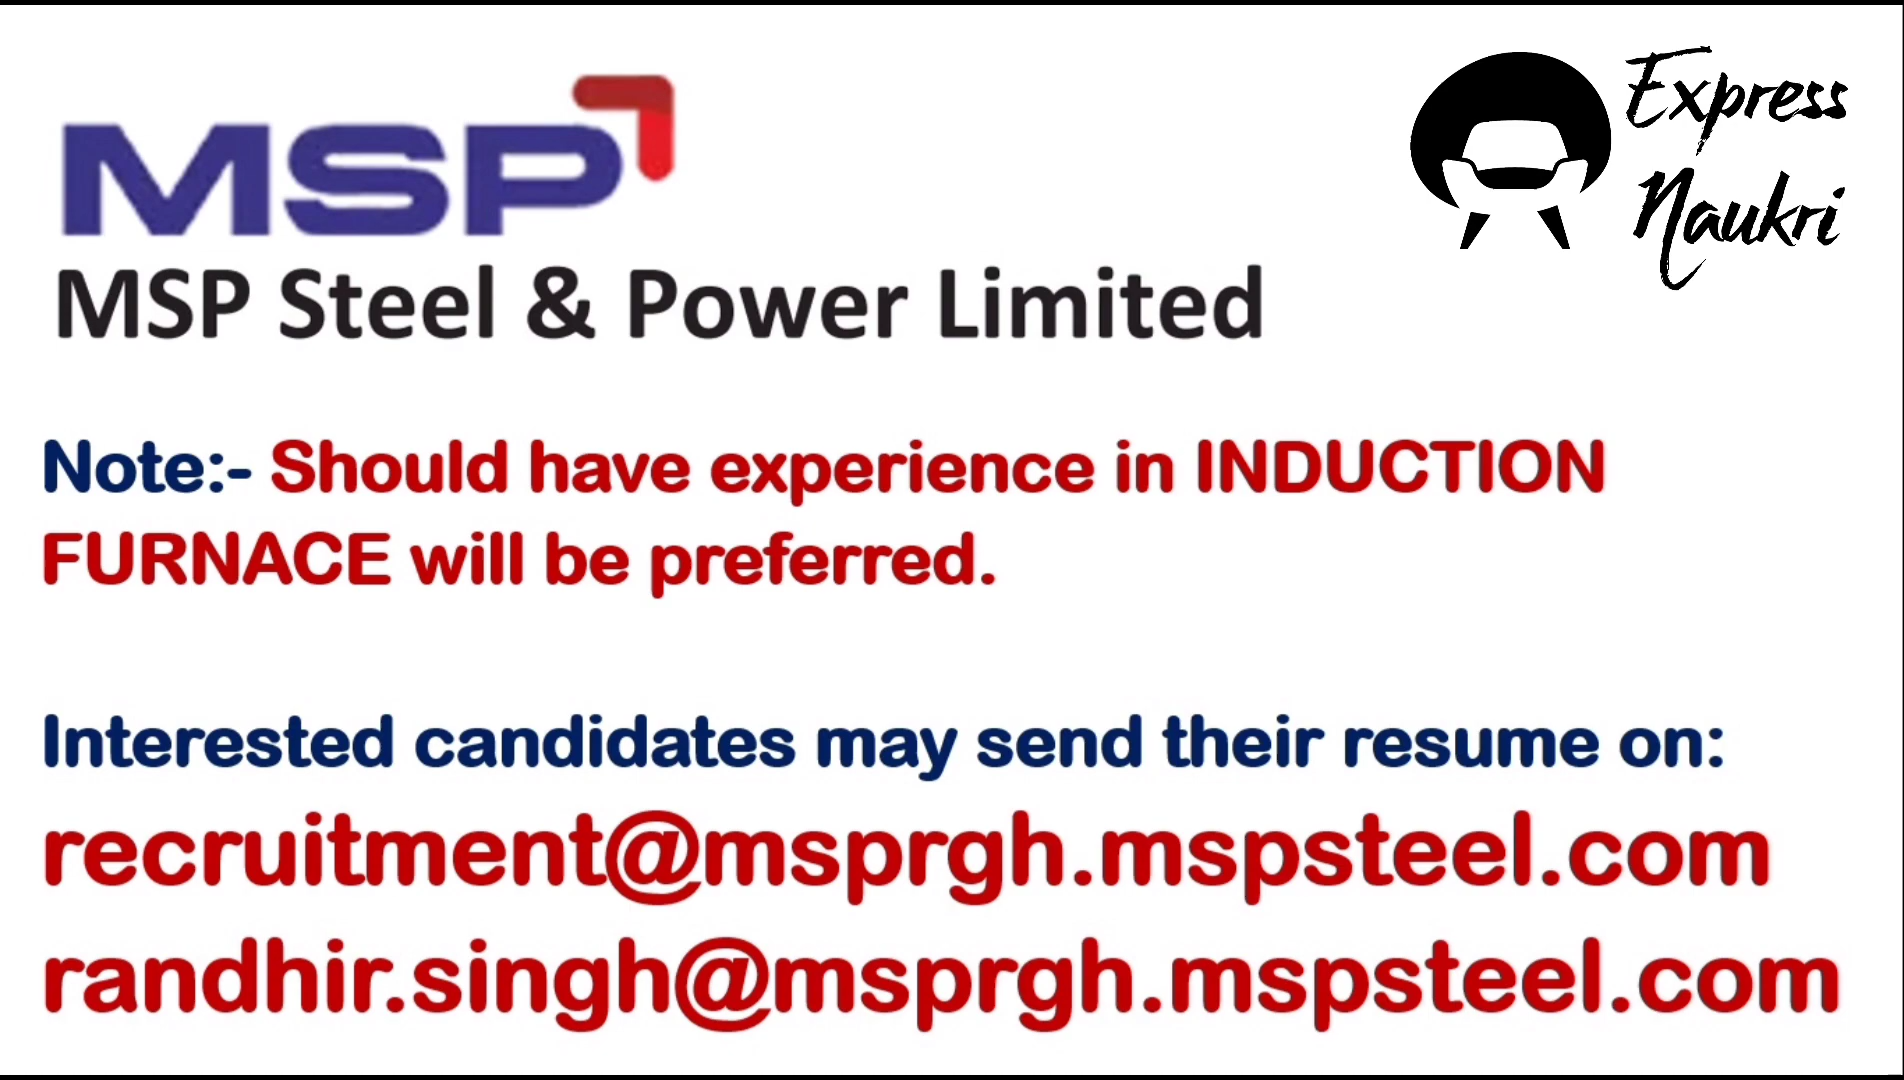 MSP
MSP Steel & Power Limited
Express
Naukri
Note:- Should have experience in INDUCTION
FURNACE will be preferred.
Interested candidates may send their resume on:
recruitment@msprgh.mspsteel.com
randhir.singh@msprgh.mspsteel.com